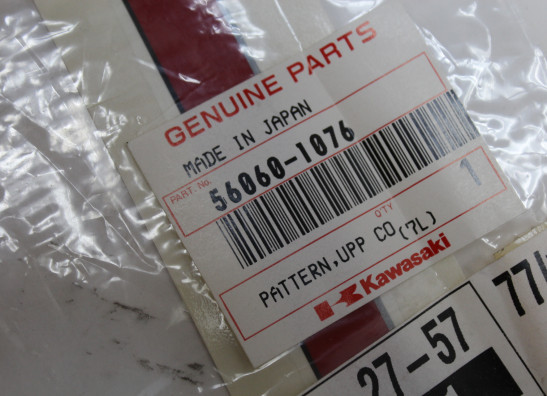 GENUINE PARTS
MADE IN JAPAN
PART No. 56060-1076
QTY
1
PATTERN,UPP CO(7L)
Kawasaki
27-57